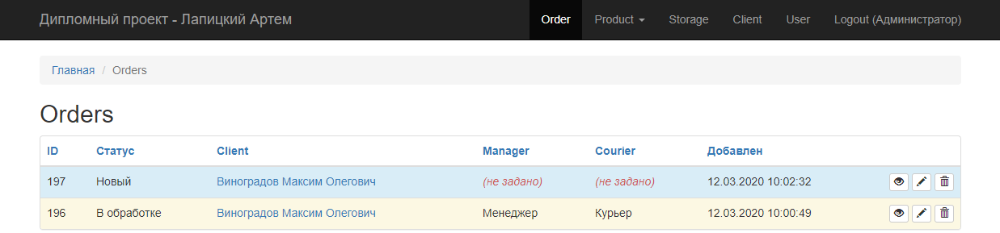 Дипломный проект - Лапицкий Артем Order Product Storage Client User Logout (Администратор)
Главная / Orders
Orders
ID Статус Client Manager Courier Добавлен
197 Новый Виноградов Максим Олегович (не задано) (не задано) 12.03.2020 10:02:32
196 В обработке Виноградов Максим Олегович Менеджер Курьер 12.03.2020 10:00:49